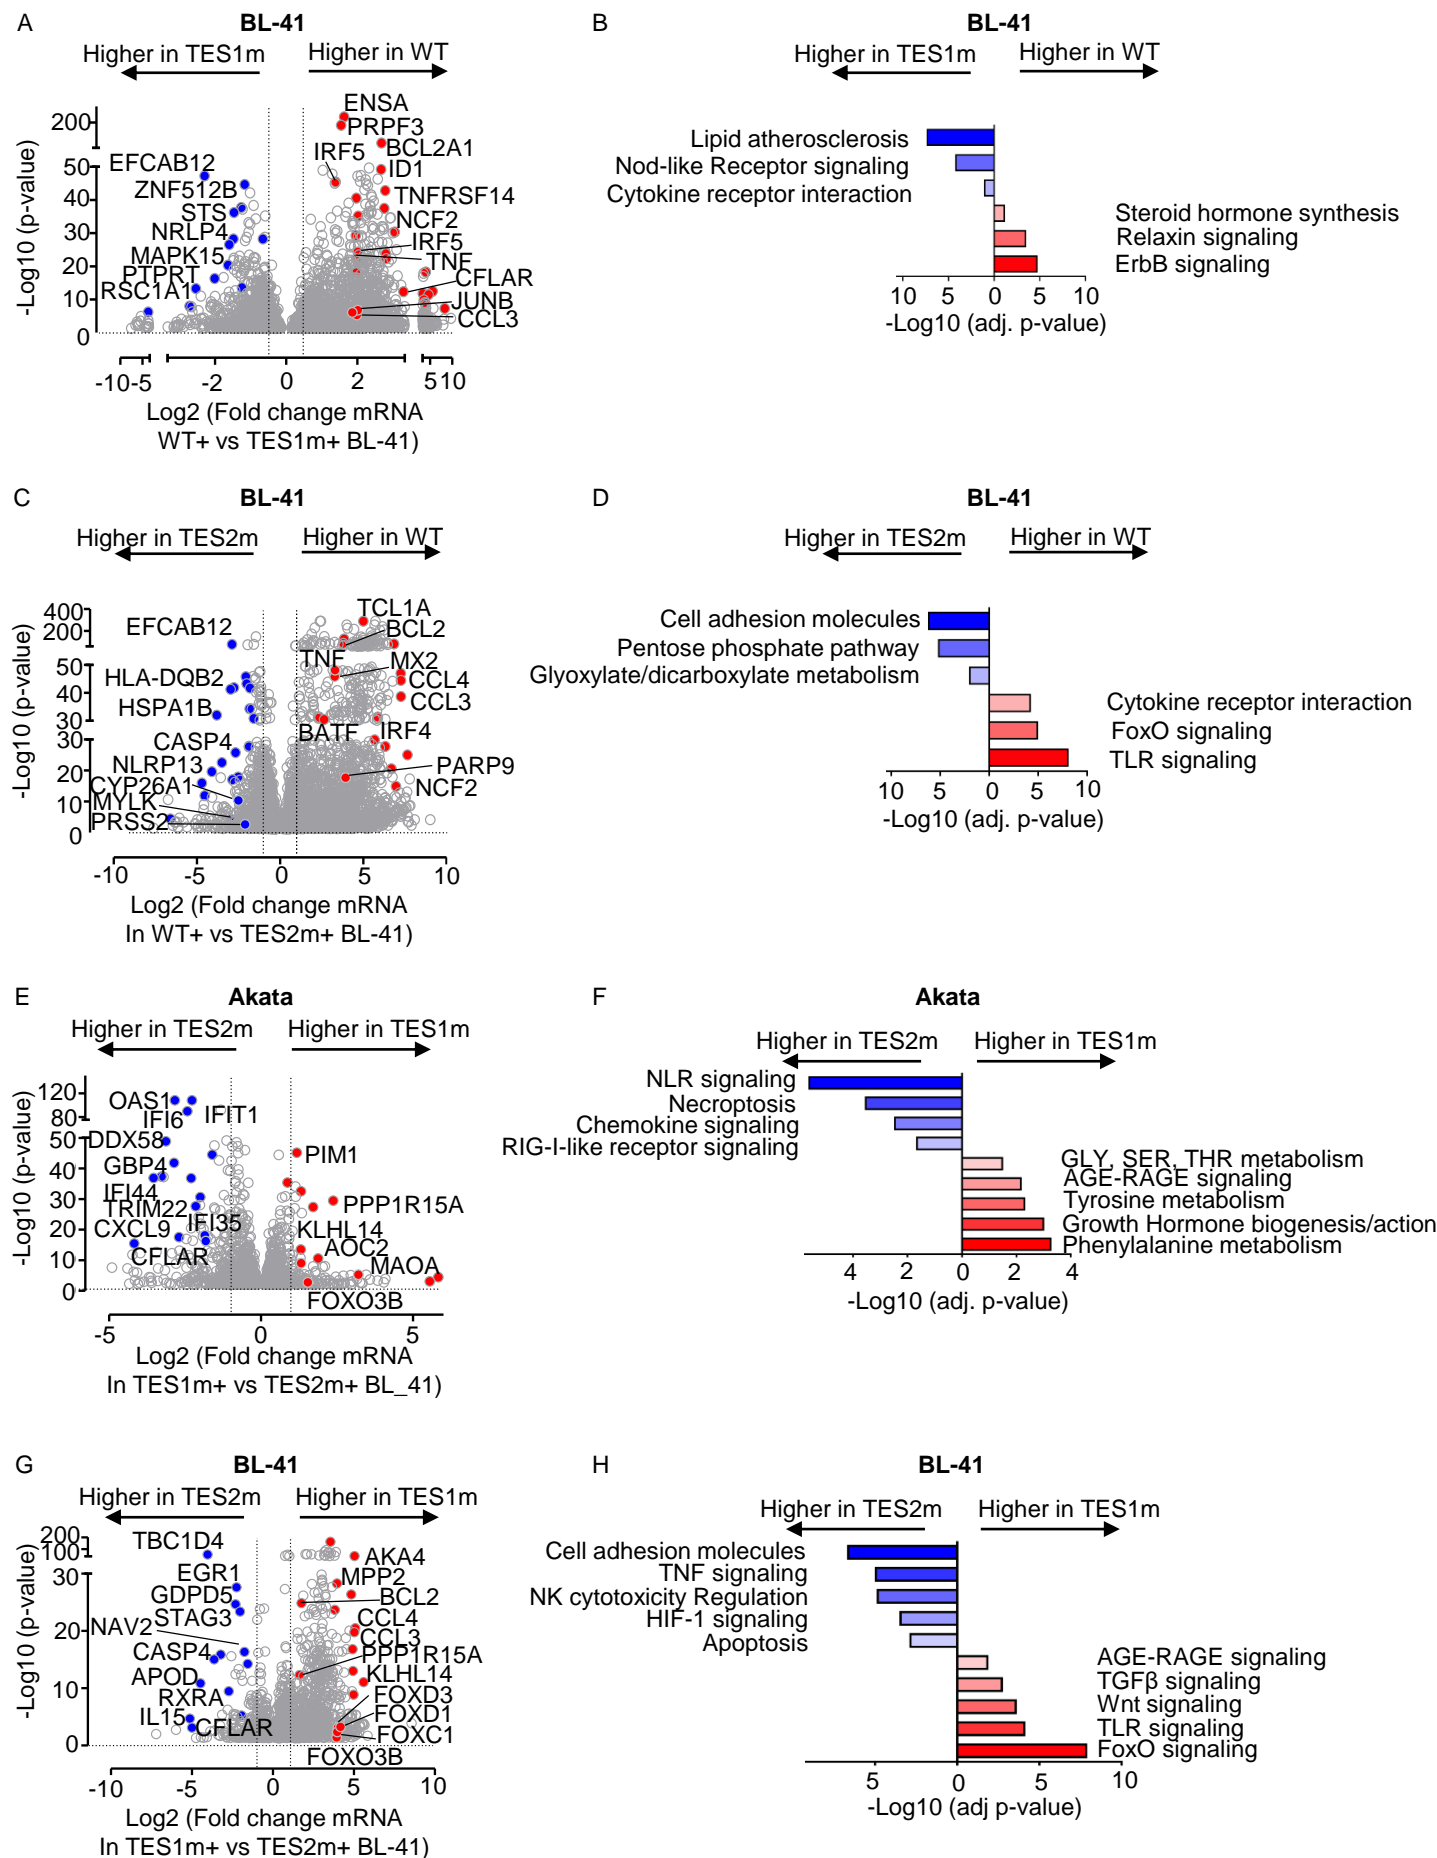 A
BL-41
Higher in TES1m
Higher in WT
-Log10 (p-value)
200
50
40
30
20
10
0
ENSA
PRPF3
BCL2A1
IRF5
ID1
TNFRSF14
NCF2
IRF5
TNF
CFLAR
JUNB
CCL3
EFCAB12
ZNF512B
STS
NRLP4
MAPK15
PTPRT
RSC1A1
-10
-5
-2
0
2
5
10
Log2 (Fold change mRNA
WT+ vs TES1m+ BL-41)
B
BL-41
Higher in TES1m
Higher in WT
Lipid atherosclerosis
Nod-like Receptor signaling
Cytokine receptor interaction
Steroid hormone synthesis
Relaxin signaling
ErbB signaling
10
5
0
5
10
-Log10 (adj. p-value)
C
BL-41
Higher in TES2m
Higher in WT
-Log10 (p-value)
400
200
50
40
30
30
20
10
0
TCL1A
BCL2
TNF
MX2
CCL4
CCL3
BATF
IRF4
PARP9
NCF2
EFCAB12
HLA-DQB2
HSPA1B
CASP4
NLRP13
CYP26A1
MYLK
PRSS2
-10
-5
0
5
10
Log2 (Fold change mRNA
In WT+ vs TES2m+ BL-41)
D
BL-41
Higher in TES2m
Higher in WT
Cell adhesion molecules
Pentose phosphate pathway
Glyoxylate/dicarboxylate metabolism
Cytokine receptor interaction
FoxO signaling
TLR signaling
10
5
0
5
10
-Log10 (adj. p-value)
E
Akata
Higher in TES2m
Higher in TES1m
-Log10 (p-value)
120
80
50
40
30
20
10
0
OAS1
IFI6
IFIT1
DDX58
GBP4
IFI44
TRIM22
IFI35
CXCL9
CFLAR
PIM1
PPP1R15A
KLHL14
AOC2
MAOA
FOXO3B
-5
0
5
Log2 (Fold change mRNA
In TES1m+ vs TES2m+ BL_41)
F
Akata
Higher in TES2m
Higher in TES1m
NLR signaling
Necroptosis
Chemokine signaling
RIG-I-like receptor signaling
GLY, SER, THR metabolism
AGE-RAGE signaling
Tyrosine metabolism
Growth Hormone biogenesis/action
Phenylalanine metabolism
4
2
0
2
4
-Log10 (adj. p-value)
G
BL-41
Higher in TES2m
Higher in TES1m
-Log10 (p-value)
200
100
30
20
10
0
TBC1D4
EGR1
GDPD5
STAG3
NAV2
CASP4
APOD
RXRA
IL15
CFLAR
AKA4
MPP2
BCL2
CCL4
CCL3
PPP1R15A
KLHL14
FOXD3
FOXD1
FOXC1
FOXO3B
-10
-5
0
5
10
Log2 (Fold change mRNA
In TES1m+ vs TES2m+ BL-41)
H
BL-41
Higher in TES2m
Higher in TES1m
Cell adhesion molecules
TNF signaling
NK cytotoxicity Regulation
HIF-1 signaling
Apoptosis
AGE-RAGE signaling
TGFβ signaling
Wnt signaling
TLR signaling
FoxO signaling
5
0
5
10
-Log10 (adj p-value)